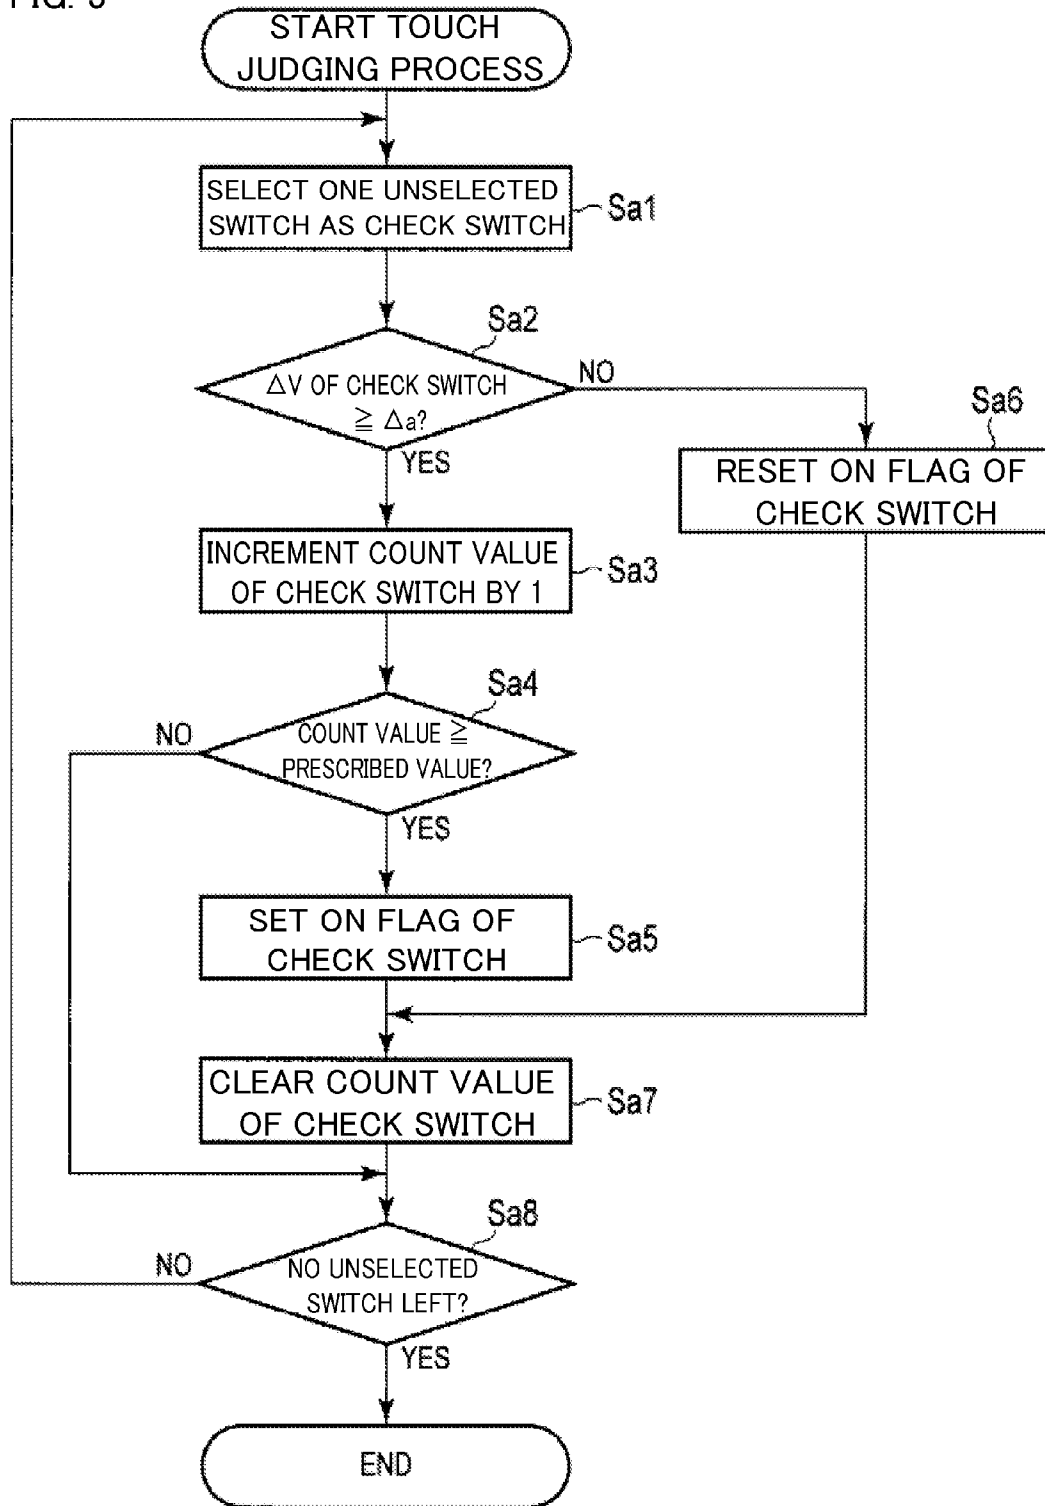 START TOUCH
JUDGING PROCESS
SELECT ONE UNSELECTED
SWITCH AS CHECK SWITCH
Sa1
Sa2
△V OF CHECK SWITCH
≧ △a?
NO
YES
Sa6
RESET ON FLAG OF
CHECK SWITCH
INCREMENT COUNT VALUE
OF CHECK SWITCH BY 1
Sa3
Sa4
NO
COUNT VALUE ≧
PRESCRIBED VALUE?
YES
SET ON FLAG OF
CHECK SWITCH
Sa5
CLEAR COUNT VALUE
OF CHECK SWITCH
Sa7
Sa8
NO
NO UNSELECTED
SWITCH LEFT?
YES
END